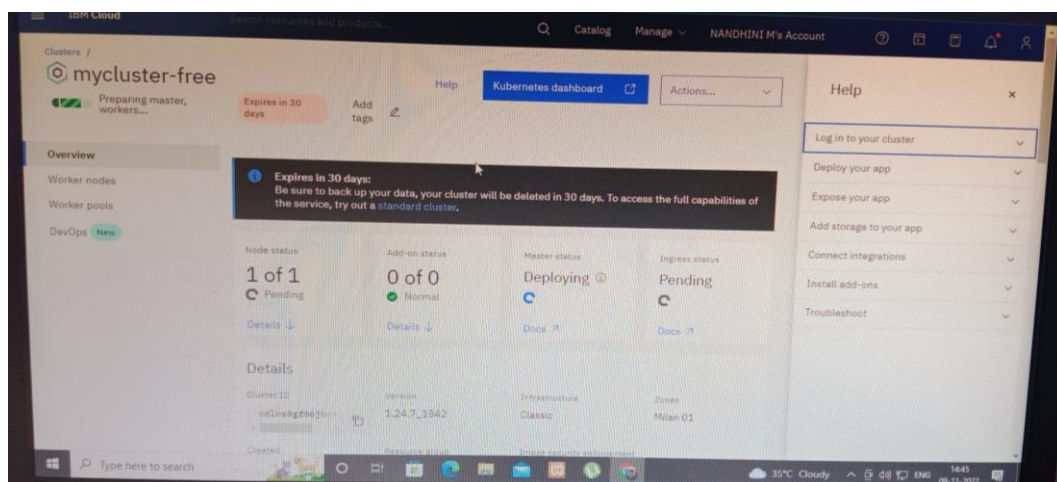 IBM Cloud
Search resources and products...
Catalog
Manage
NANDHINI M's Account
Clusters /
mycluster-free
Preparing master,
workers...
Expires in 30
days
Add
tags
Help
Kubernetes dashboard
Actions...
Overview
Worker nodes
Worker pools
DevOps New
Expires in 30 days:
Be sure to back up your data, your cluster will be deleted in 30 days. To access the full capabilities of
the service, try out a standard cluster.
Node status
1 of 1
Pending
Details
Add-on status
0 of 0
Normal
Details
Master status
Deploying
Docs
Ingress status
Pending
Docs
Details
Cluster ID
Version
1.24.7_1542
Infrastructure
Classic
Zones
Milan 01
Created
Resource group
Image security enforcement
Help
Log in to your cluster
Deploy your app
Expose your app
Add storage to your app
Connect integrations
Install add-ons
Troubleshoot
Type here to search
35°C Cloudy
ENG
14:45